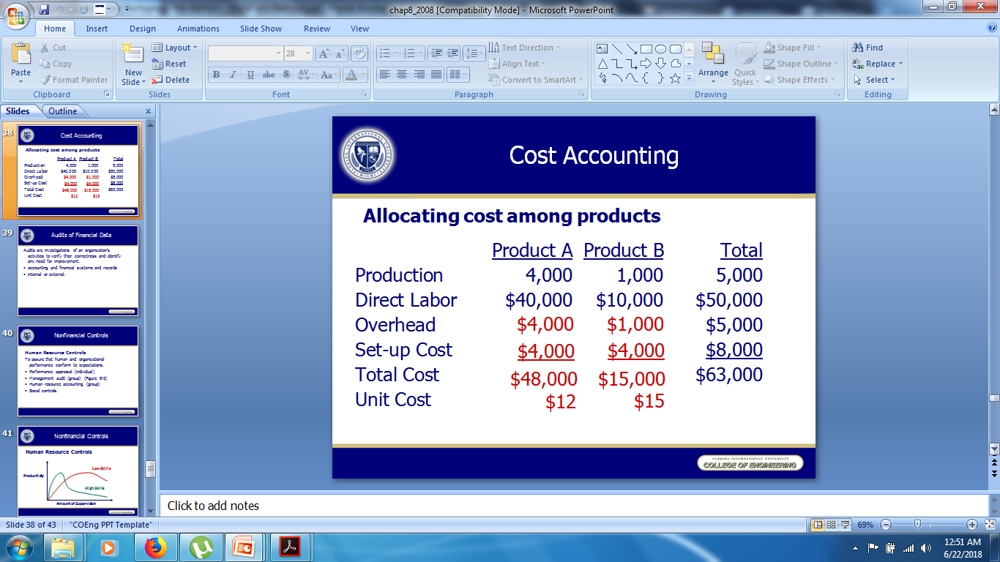 chap8_2008 [Compatibility Mode] - Microsoft PowerPoint
Home Insert Design Animations Slide Show Review View
Paste
Cut
Copy
Format Painter
Clipboard
New Slide
Layout
Reset
Delete
Slides
28
B I U abc S AV Aa A
Font
Text Direction
Align Text
Convert to SmartArt
Paragraph
Arrange
Quick Styles
Shape Fill
Shape Outline
Shape Effects
Drawing
Find
Replace
Select
Editing
Slides Outline x
38
Cost Accounting
Allocating cost among products
Product A Product B Total
Production 4,000 1,000 5,000
Direct Labor $40,000 $10,000 $50,000
Overhead $4,000 $1,000 $5,000
Set-up Cost $4,000 $4,000 $8,000
Total Cost $48,000 $15,000 $63,000
Unit Cost $12 $15
39
Audits of Financial Data
Audits are investigations of an organization's
activities to verify their correctness and identify
any need for improvement.
• accounting and financial systems and records
• internal or external.
40
Nonfinancial Controls
Human Resource Controls
To assure that human and organizational
performance conform to expectations.
• Performance appraisal (individual)
• Management audit (group) (Figure 8-2)
• Human resource accounting (group)
• Social controls.
41
Nonfinancial Controls
Human Resource Controls
Low Skills
Productivity
High Skills
Amount of Supervision
Cost Accounting
Allocating cost among products
Product A Product B Total
Production 4,000 1,000 5,000
Direct Labor $40,000 $10,000 $50,000
Overhead $4,000 $1,000 $5,000
Set-up Cost $4,000 $4,000 $8,000
Total Cost $48,000 $15,000 $63,000
Unit Cost $12 $15
FLORIDA INTERNATIONAL UNIVERSITY
COLLEGE OF ENGINEERING
Click to add notes
Slide 38 of 43 "COEng PPT Template" 69%
12:51 AM
6/22/2018